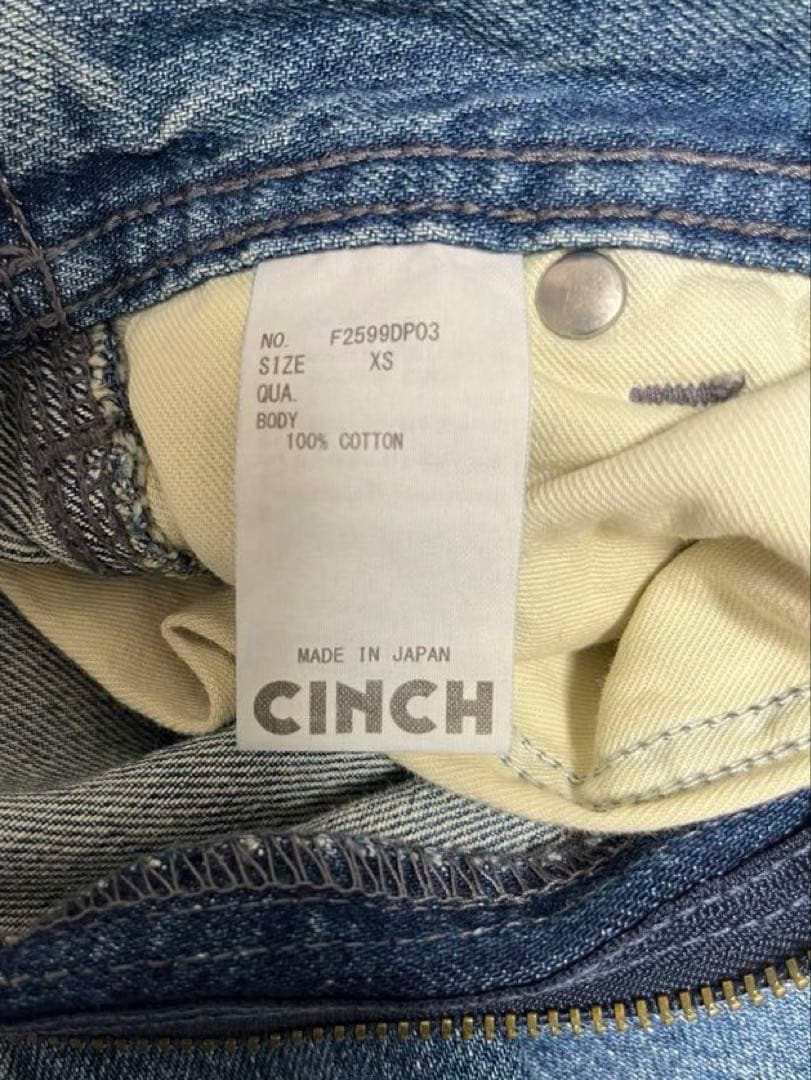 NO. F2599DP03
SIZE XS
QUA.
BODY
100% COTTON
MADE IN JAPAN
CINCH